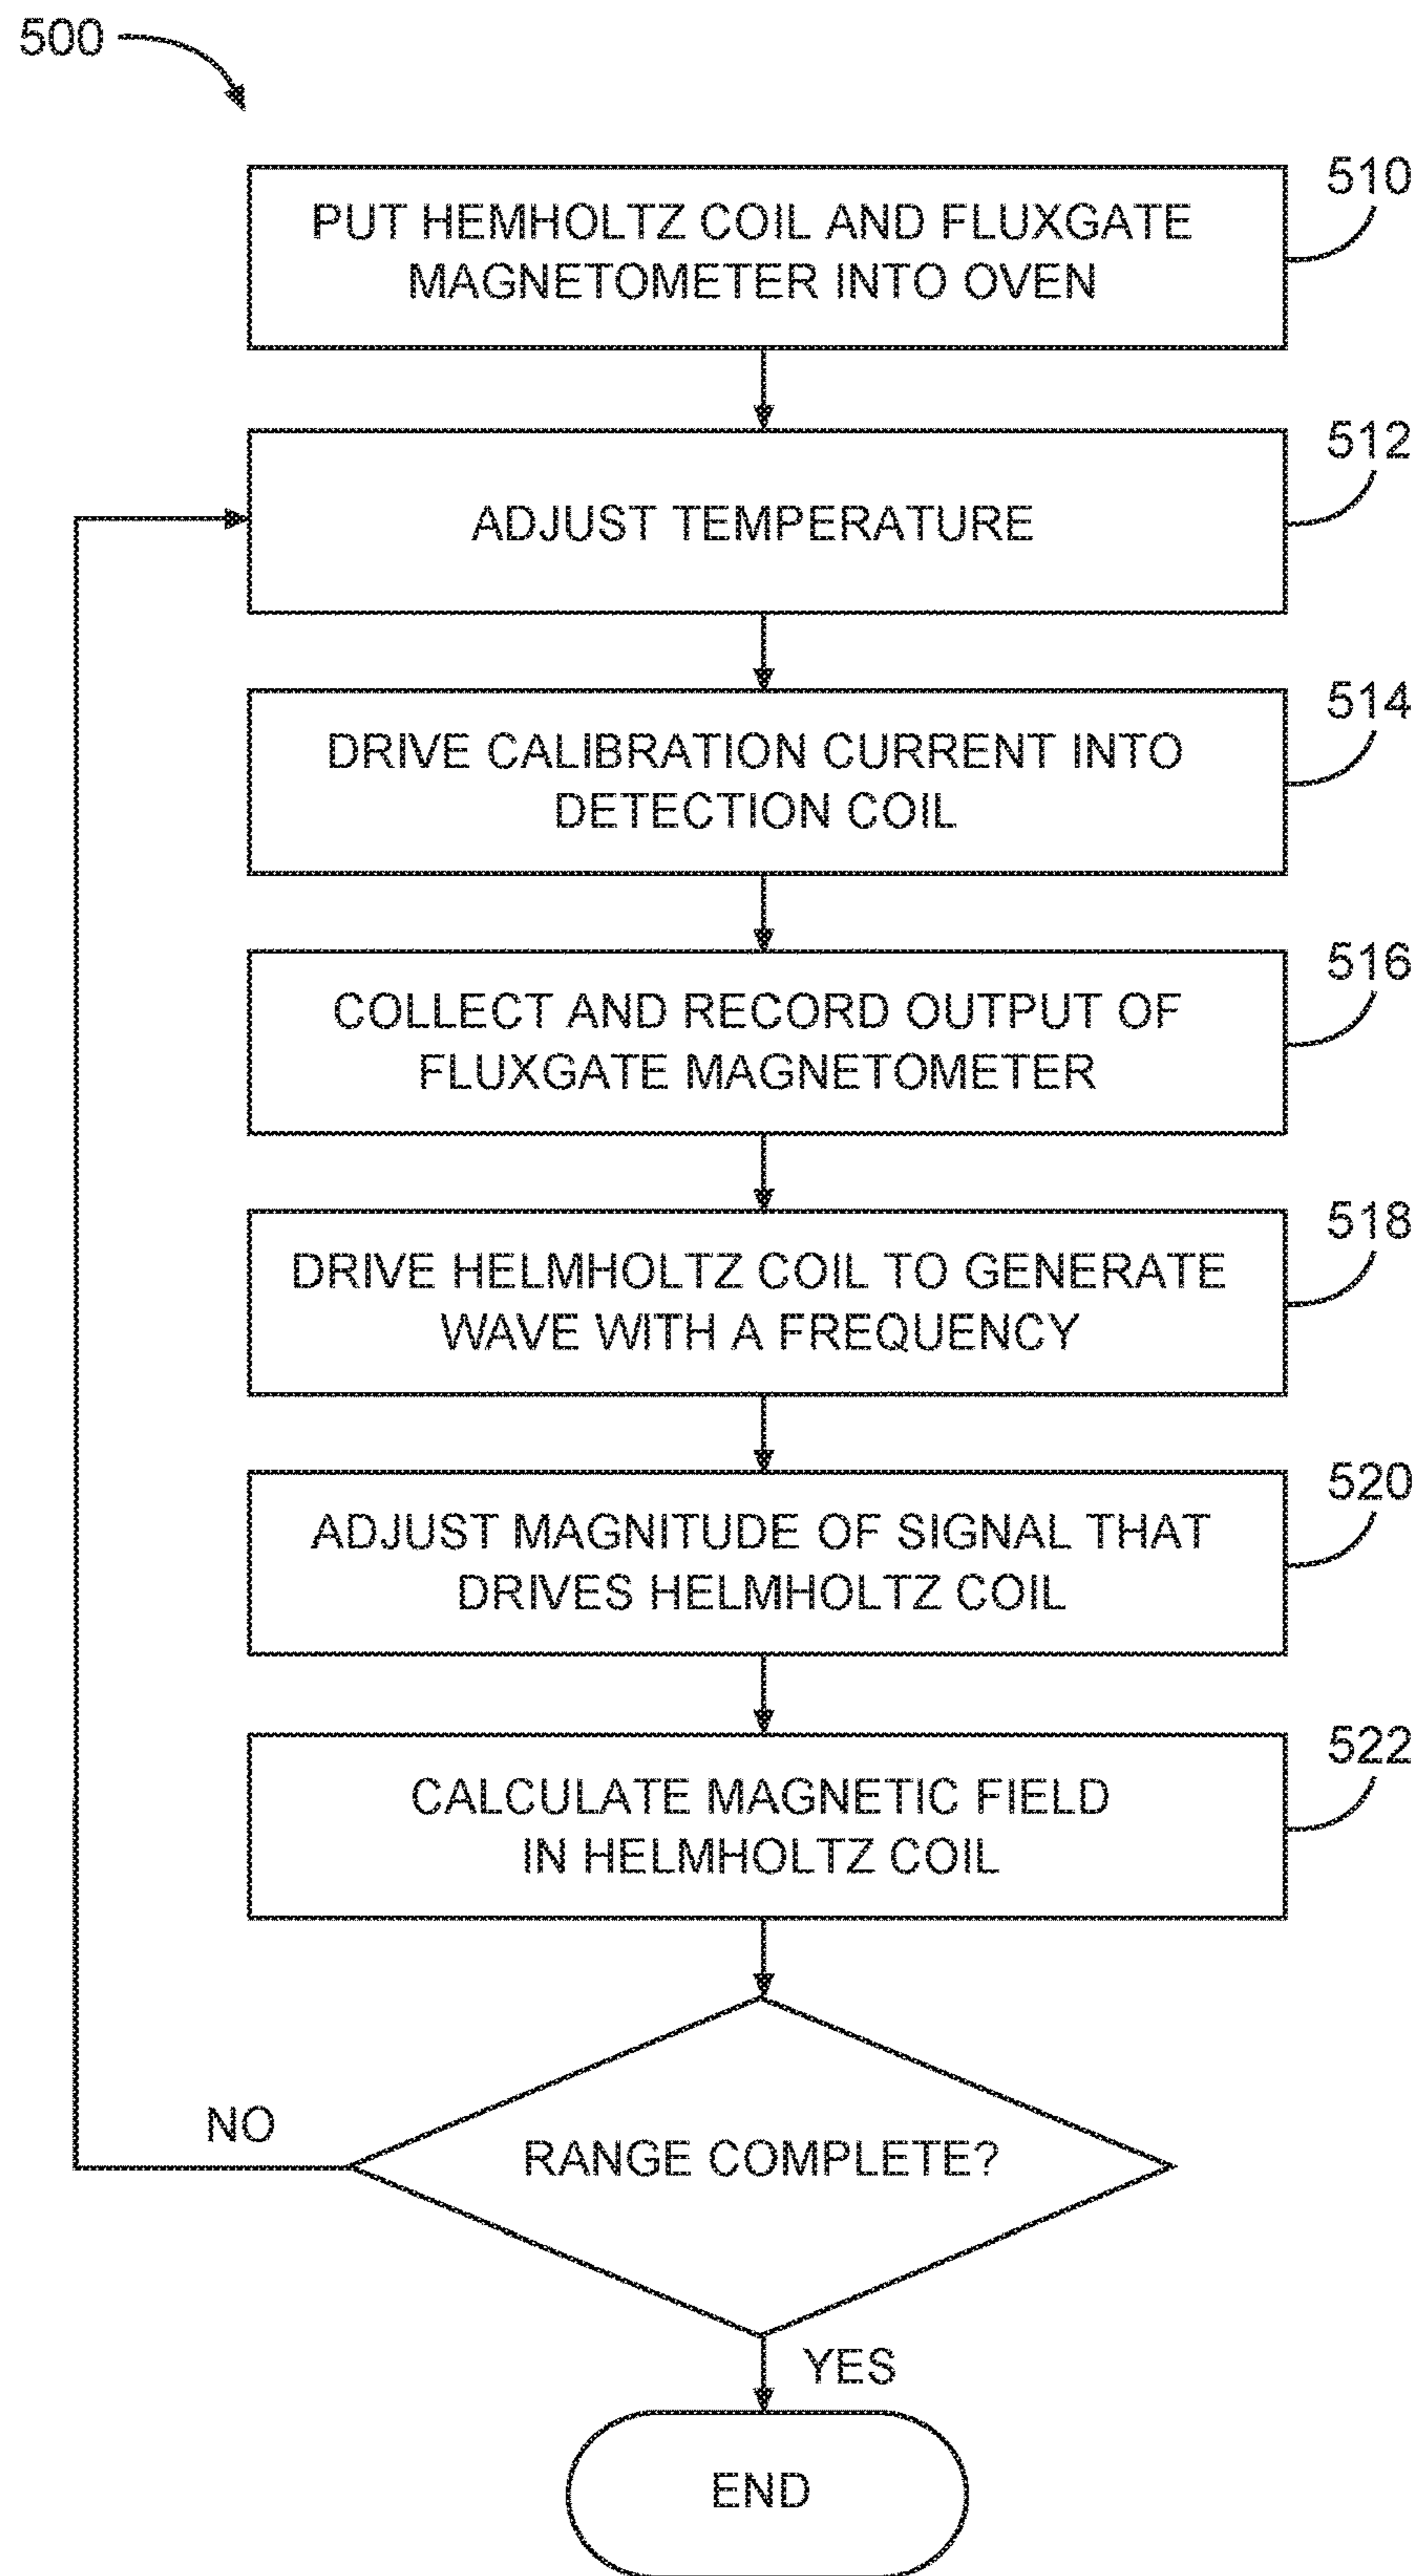 500
PUT HEMHOLTZ COIL AND FLUXGATE
MAGNETOMETER INTO OVEN
510
ADJUST TEMPERATURE
512
DRIVE CALIBRATION CURRENT INTO
DETECTION COIL
514
COLLECT AND RECORD OUTPUT OF
FLUXGATE MAGNETOMETER
516
DRIVE HELMHOLTZ COIL TO GENERATE
WAVE WITH A FREQUENCY
518
ADJUST MAGNITUDE OF SIGNAL THAT
DRIVES HELMHOLTZ COIL
520
CALCULATE MAGNETIC FIELD
IN HELMHOLTZ COIL
522
NO
RANGE COMPLETE?
YES
END